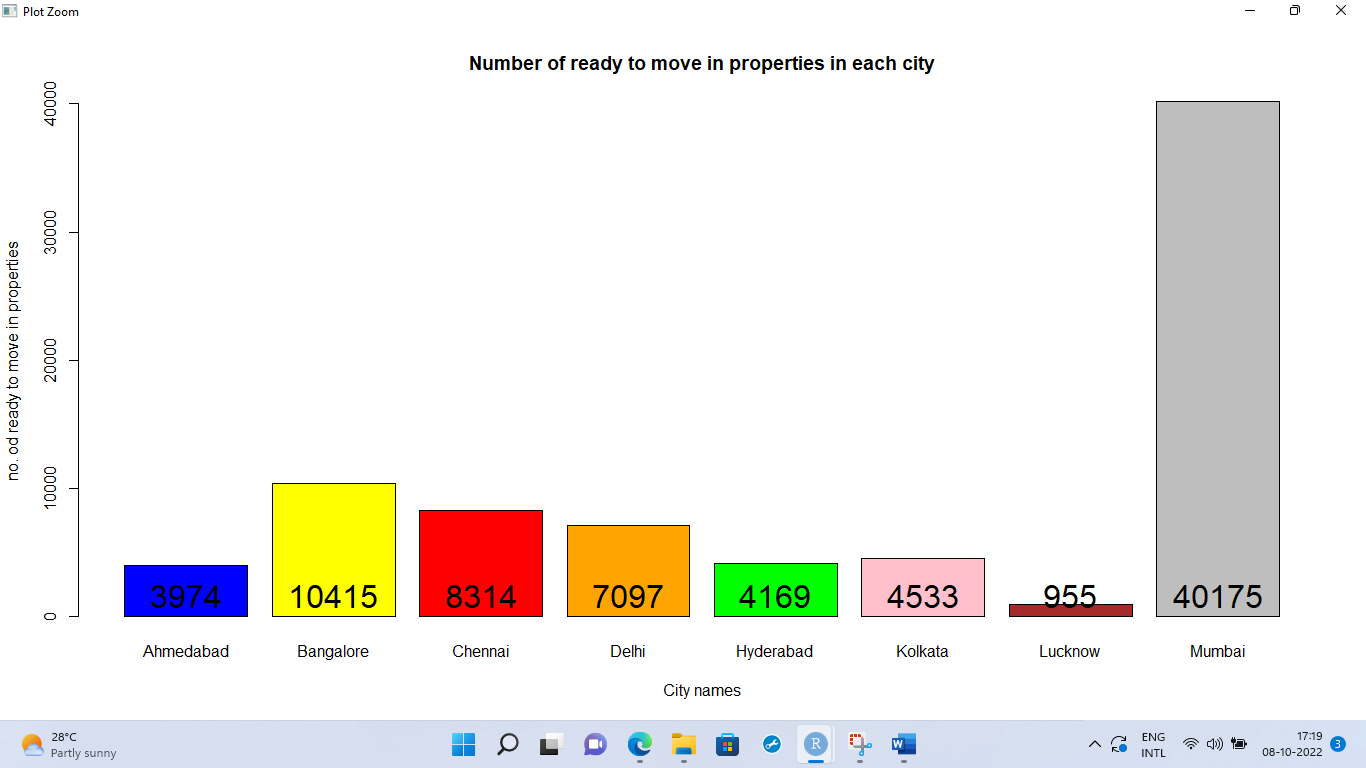 Plot Zoom
Number of ready to move in properties in each city
no. od ready to move in properties
40000
30000
20000
10000
0
3974 10415 8314 7097 4169 4533 955 40175
Ahmedabad Bangalore Chennai Delhi Hyderabad Kolkata Lucknow Mumbai
City names
28°C
Partly sunny
R
W
ENG
INTL
17:19
08-10-2022
3